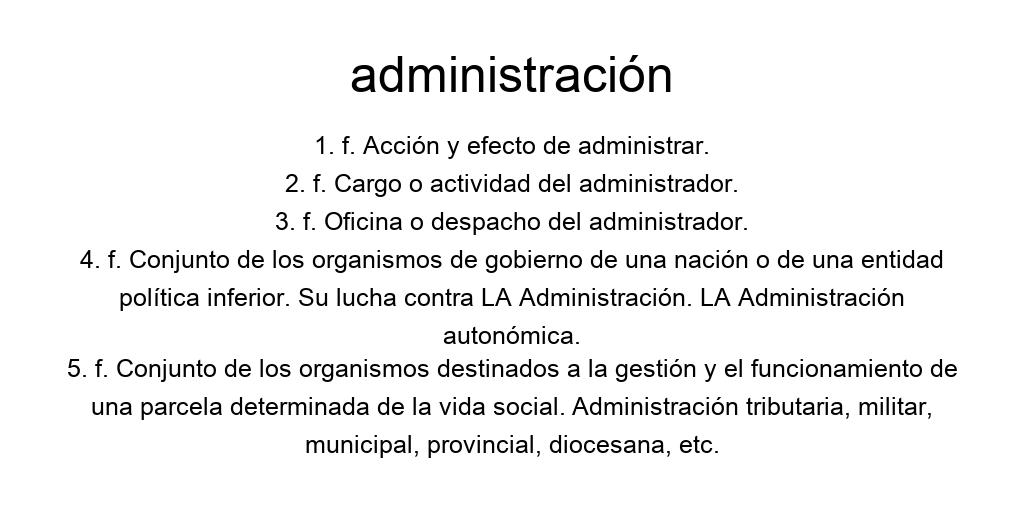 administración
1. f. Acción y efecto de administrar.
2. f. Cargo o actividad del administrador.
3. f. Oficina o despacho del administrador.
4. f. Conjunto de los organismos de gobierno de una nación o de una entidad
política inferior. Su lucha contra LA Administración. LA Administración
autonómica.
5. f. Conjunto de los organismos destinados a la gestión y el funcionamiento de
una parcela determinada de la vida social. Administración tributaria, militar,
municipal, provincial, diocesana, etc.